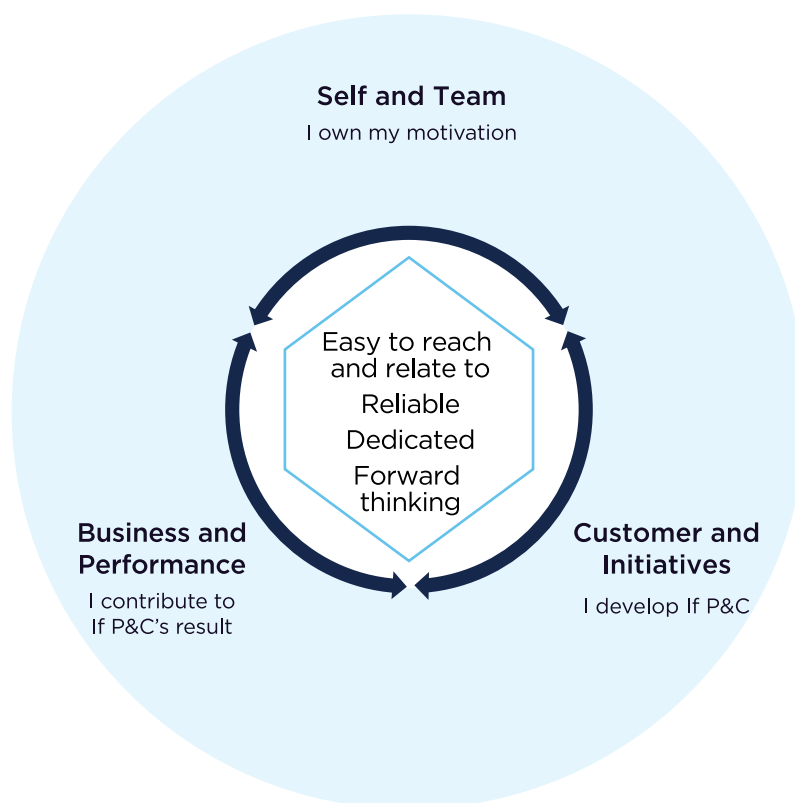 Self and Team
I own my motivation
Easy to reach
and relate to
Reliable
Dedicated
Forward
thinking
Business and
Performance
I contribute to
If P&C’s result
Customer and
Initiatives
I develop If P&C